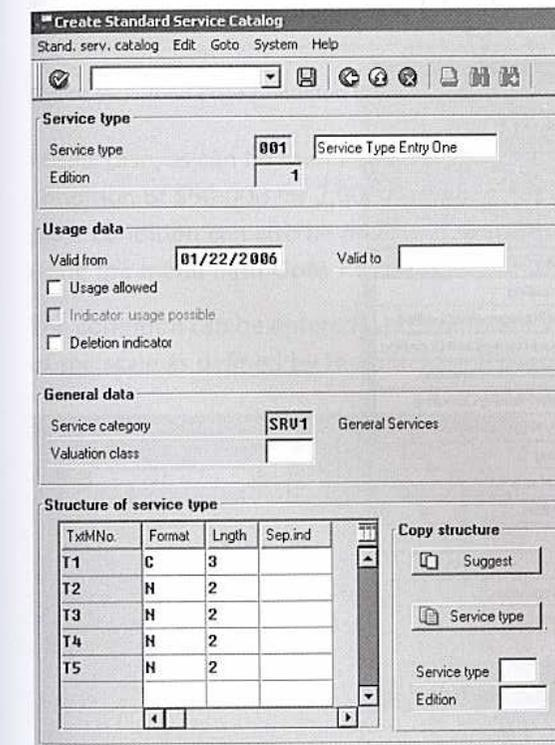 Create Standard Service Catalog
Stand. serv. catalog Edit Goto System Help
Service type
Service type 001 Service Type Entry One
Edition 1
Usage data
Valid from 01/22/2006 Valid to
Usage allowed
Indicator: usage possible
Deletion indicator
General data
Service category SRV1 General Services
Valuation class
Structure of service type
TxtMNo. Format Lngth Sep.ind
T1 C 3
T2 N 2
T3 N 2
T4 N 2
T5 N 2
Copy structure
Suggest
Service type
Service type
Edition